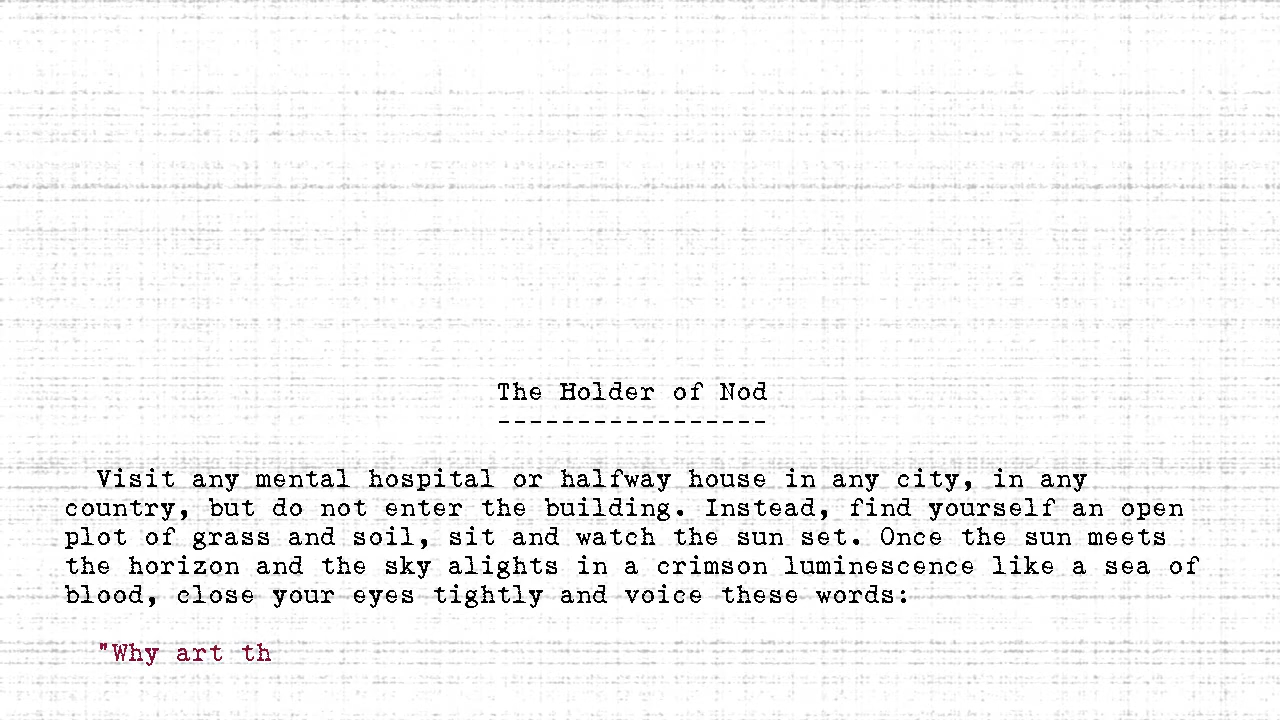 The Holder of Nod
-----------------
Visit any mental hospital or halfway house in any city, in any
country, but do not enter the building. Instead, find yourself an open
plot of grass and soil, sit and watch the sun set. Once the sun meets
the horizon and the sky alights in a crimson luminescence like a sea of
blood, close your eyes tightly and voice these words:
"Why art th